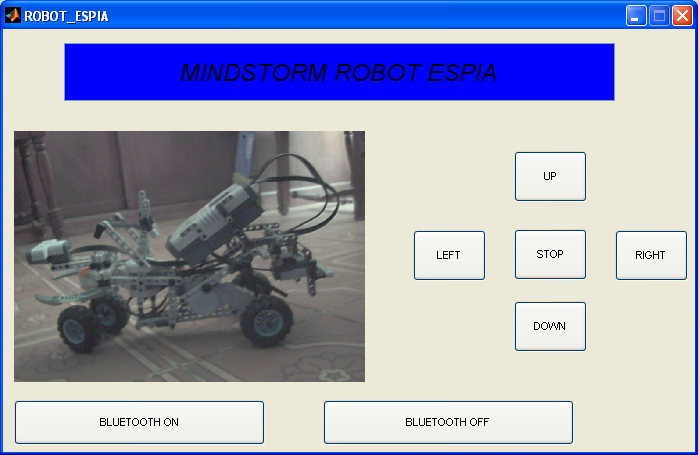 ROBOT_ESPIA
MINDSTORM ROBOT ESPIA
UP
LEFT
STOP
RIGHT
DOWN
BLUETOOTH ON
BLUETOOTH OFF